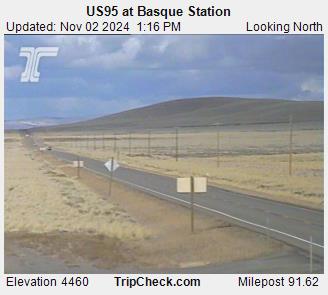 US95 at Basque Station
Updated: Nov 02 2024 1:16 PM Looking North
Elevation 4460 TripCheck.com Milepost 91.62